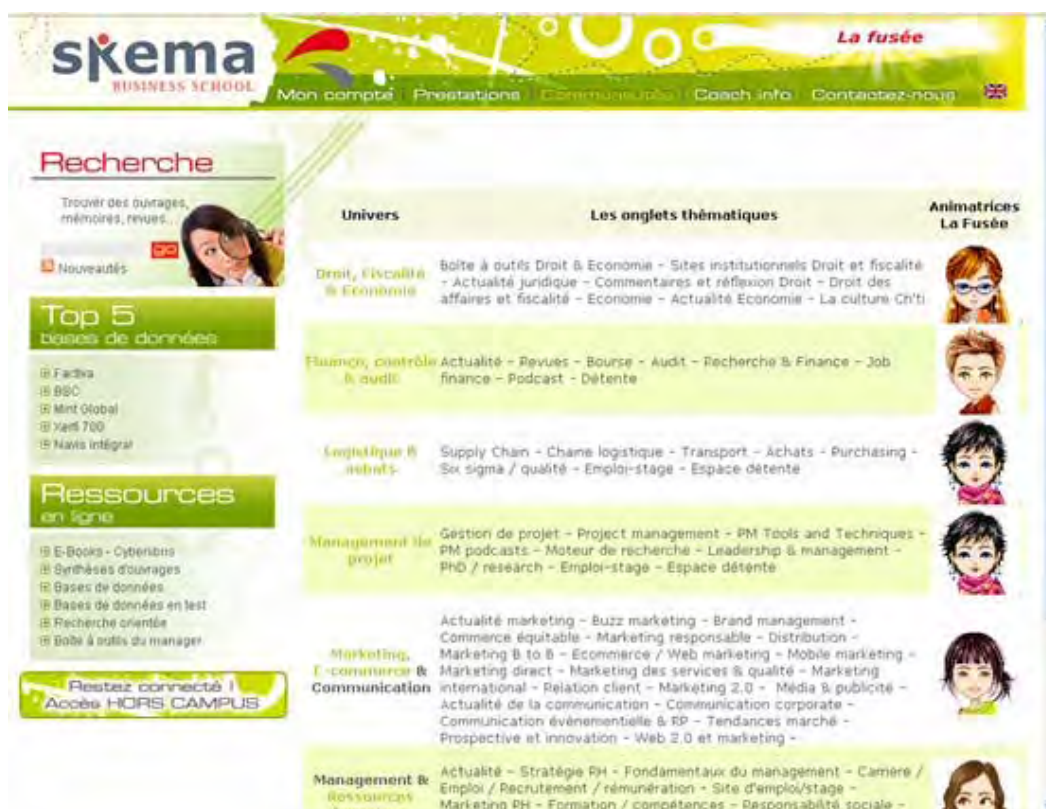 skema
BUSINESS SCHOOL
La fusée
Mon compte Prestations Communautés Coach info Contactez-nous
Recherche
Trouver des ouvrages,
mémoires, revues...
go
Nouveautés
Top 5
bases de données
Factiva
BSC
Mint Global
Xerfi 700
Navis intégral
Ressources
en ligne
E-Books - Cyberlibris
Synthèses d'ouvrages
Bases de données
Bases de données en test
Recherche orientée
Boîte à outils du manager
Restez connecté !
Accès HORS CAMPUS
Univers
Les onglets thématiques
Animatrices
La Fusée
Droit, Fiscalité
& Economie
Boîte à outils Droit & Economie - Sites institutionnels Droit et fiscalité
- Actualité juridique - Commentaires et réflexion Droit - Droit des
affaires et fiscalité - Economie - Actualité Economie - La culture Ch'ti
Finance, contrôle
& audit
Actualité - Revues - Bourse - Audit - Recherche & Finance - Job
finance - Podcast - Détente
Logistique &
achats
Supply Chain - Chaine logistique - Transport - Achats - Purchasing -
Six sigma / qualité - Emploi-stage - Espace détente
Management de
projet
Gestion de projet - Project management - PM Tools and Techniques -
PM podcasts - Moteur de recherche - Leadership & management -
PhD / research - Emploi-stage - Espace détente
Marketing,
E-commerce &
Communication
Actualité marketing - Buzz marketing - Brand management -
Commerce équitable - Marketing responsable - Distribution -
Marketing B to B - Ecommerce / Web marketing - Mobile marketing -
Marketing direct - Marketing des services & qualité - Marketing
international - Relation client - Marketing 2.0 - Média & publicité -
Actualité de la communication - Communication corporate -
Communication évènementielle & RP - Tendances marché -
Prospective et innovation - Web 2.0 et marketing -
Management &
Ressources
Actualité - Stratégie RH - Fondamentaux du management - Carrière /
Emploi / Recrutement / rémunération - Site d'emploi/stage -
Marketing RH - Formation / compétences - Responsabilité sociale -